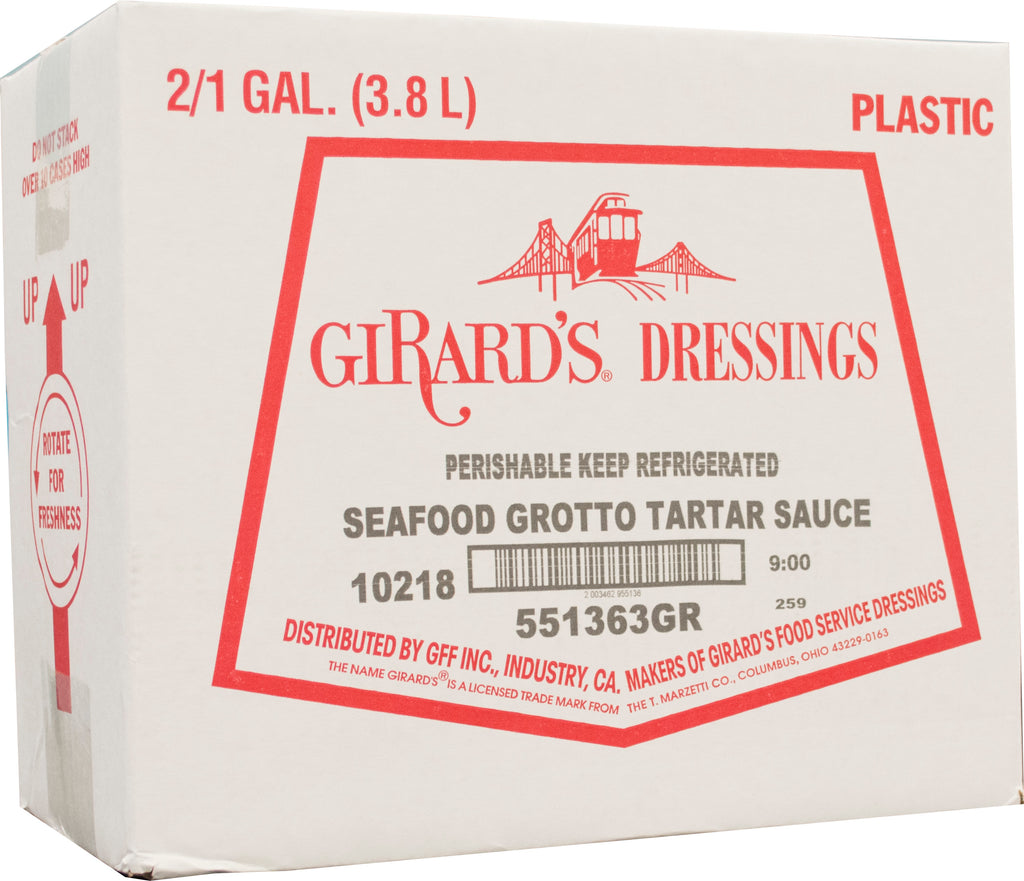 2/1 GAL. (3.8 L)
PLASTIC
DO NOT STACK
OVER 10 CASES HIGH
UP UP
ROTATE
FOR
FRESHNESS
GIRARD'S® DRESSINGS
PERISHABLE KEEP REFRIGERATED
SEAFOOD GROTTO TARTAR SAUCE
10218
9:00
2 003462 955136
551363GR
259
DISTRIBUTED BY GFF INC., INDUSTRY, CA. MAKERS OF GIRARD'S FOOD SERVICE DRESSINGS
THE NAME GIRARD'S® IS A LICENSED TRADE MARK FROM THE T. MARZETTI CO., COLUMBUS, OHIO 43229-0163